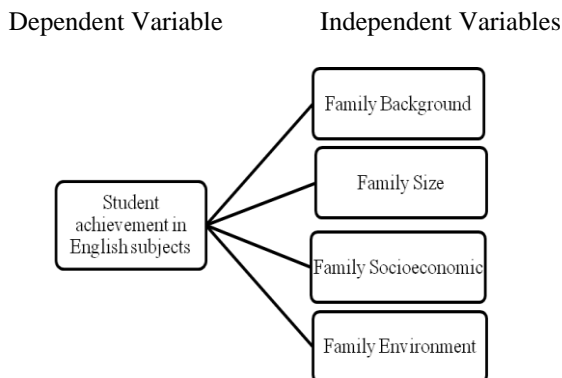 Dependent Variable
Independent Variables
Family Background
Family Size
Student
achievement in
English subjects
Family Socioeconomic
Family Environment